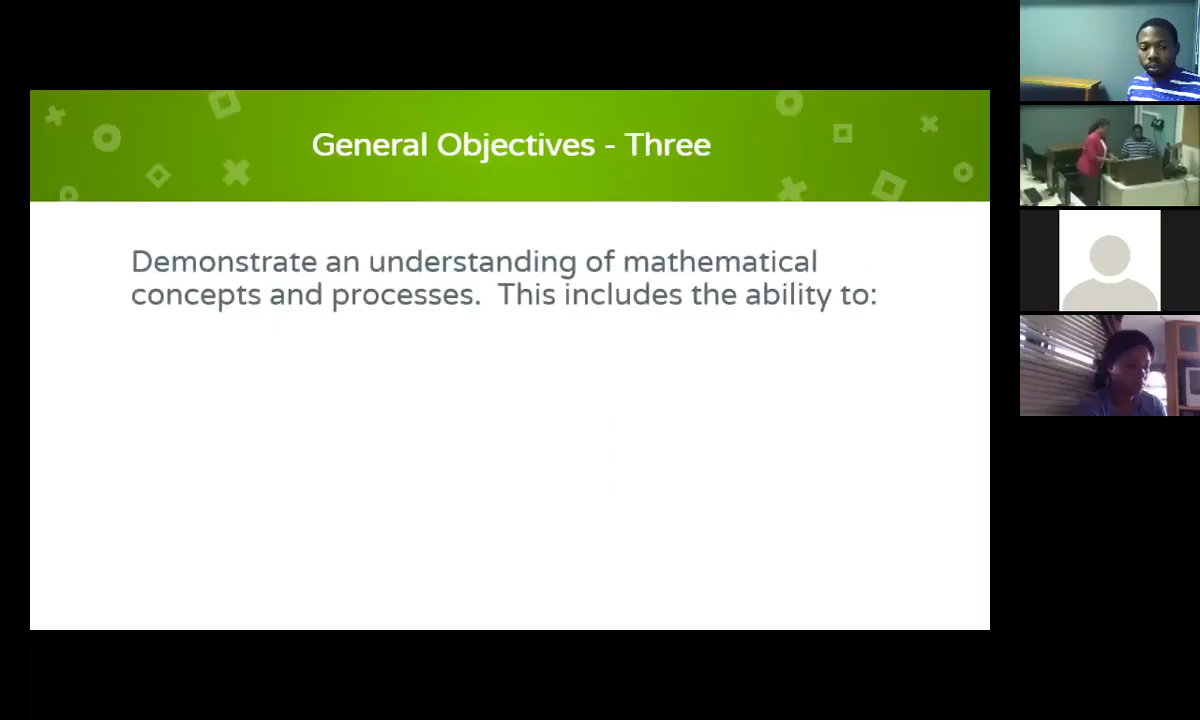 General Objectives - Three
Demonstrate an understanding of mathematical
concepts and processes.  This includes the ability to: